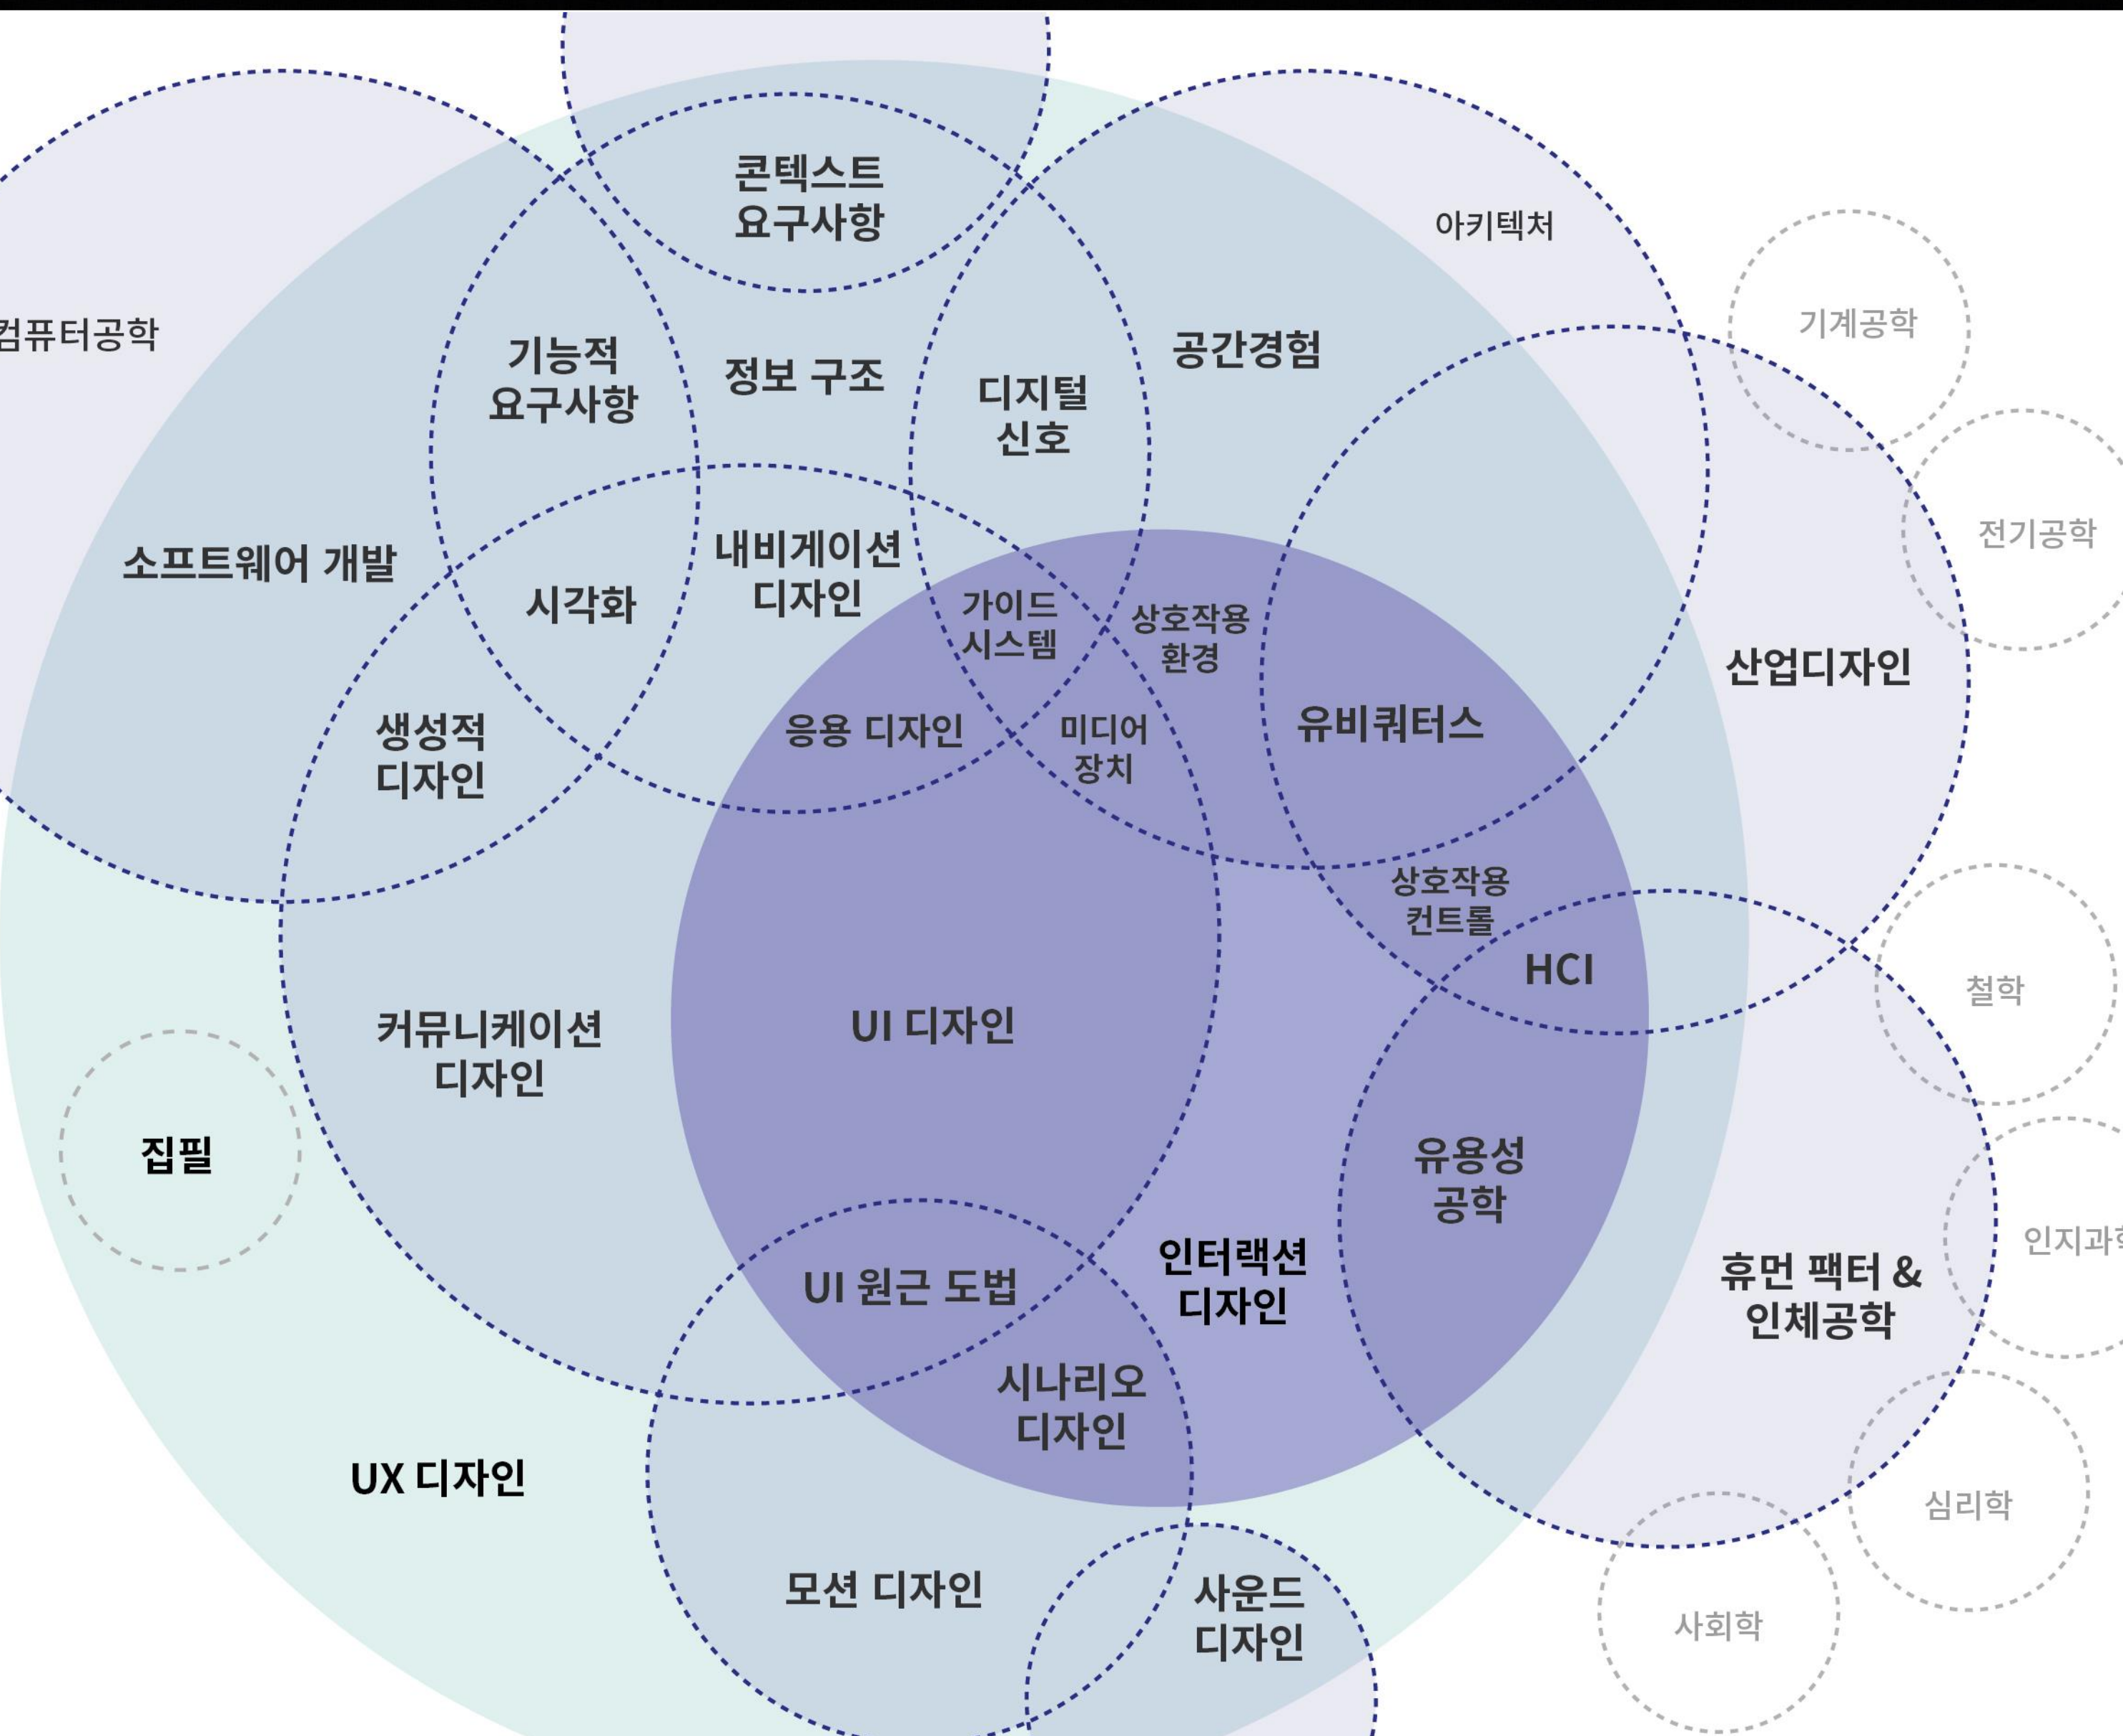 콘텍스트
요구사항
아키텍처
컴퓨터공학
기계공학
기능적
요구사항
정보 구조
디지털
신호
공간경험
소프트웨어 개발
시각화
내비게이션
디자인
가이드
시스템
상호작용
환경
전기공학
산업디자인
생성적
디자인
응용 디자인
미디어
장치
유비쿼터스
상호작용
컨트롤
HCI
철학
커뮤니케이션
디자인
UI 디자인
집필
유용성
공학
UI 원근 도법
인터랙션
디자인
휴먼 팩터 &
인체공학
인지과학
시나리오
디자인
UX 디자인
심리학
모션 디자인
사운드
디자인
사회학